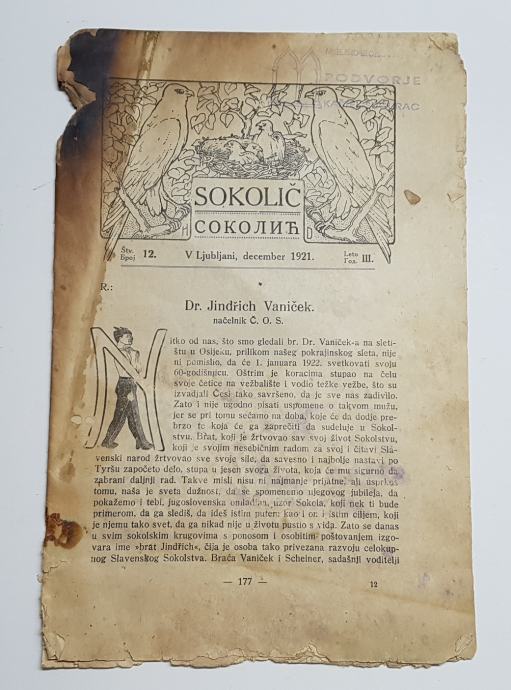 PODVORJE
SOKOLIČ
СОКОЛИЋ
Štv. 12. V Ljubljani, december 1921. Leto III.
Број Год.
R.:
Dr. Jindřich Vaniček.
načelnik Č. O. S.
Nitko od nas, što smo gledali br. Dr. Vaniček-a na sleti-
štu u Osijeku, prilikom našeg pokrajinskog sleta, nije
ni pomislio, da će 1. januara 1922. svetkovati svoju
60-godišnjicu. Oštrim je koracima stupao na čelu
svoje četice na vežbalište i vodio težke vežbe, što su
izvadjali Česi tako savršeno, da je sve nas zadivilo.
Zato i nije ugodno pisati uspomene o takvom mužu,
jer se pri tomu sećamo na doba, koje će da dodje pre-
brzo te koja će ga zaprečiti da sudeluje u Sokol-
stvu. Brat, koji je žrtvovao sav svoj život Sokolstvu,
koji je svojim nesebičnim radom za svoj i čitavi Sla-
venski narod žrtvovao sve svoje sile, da savesno i najbolje nastavi po
Tyršu započeto delo, stupa u jesen svoga života, koja će mu sigurno da
zabrani daljnji rad. Takve misli nisu ni najmanje prijatne, ali usprkos
tomu, naša je sveta dužnost, da se spomenemo njegovog jubileja, da
pokažemo i tebi, jugoslovenska omladino, uzor Sokola, koji nek ti bude
primerom, da ga slediš, da ideš istim putem kao i on i istim ciljem, koji
je njemu tako svet, da ga nikad nije u životu pustio s vida. Zato se danas
u svim sokolskim krugovima s ponosom i osobitim poštovanjem izgo-
vara ime »brat Jindřich«, čija je osoba tako privezana razvoju celokup-
nog Slavenskog Sokolstva. Braća Vaniček i Scheiner, sadašnji voditelji
— 177 — 12